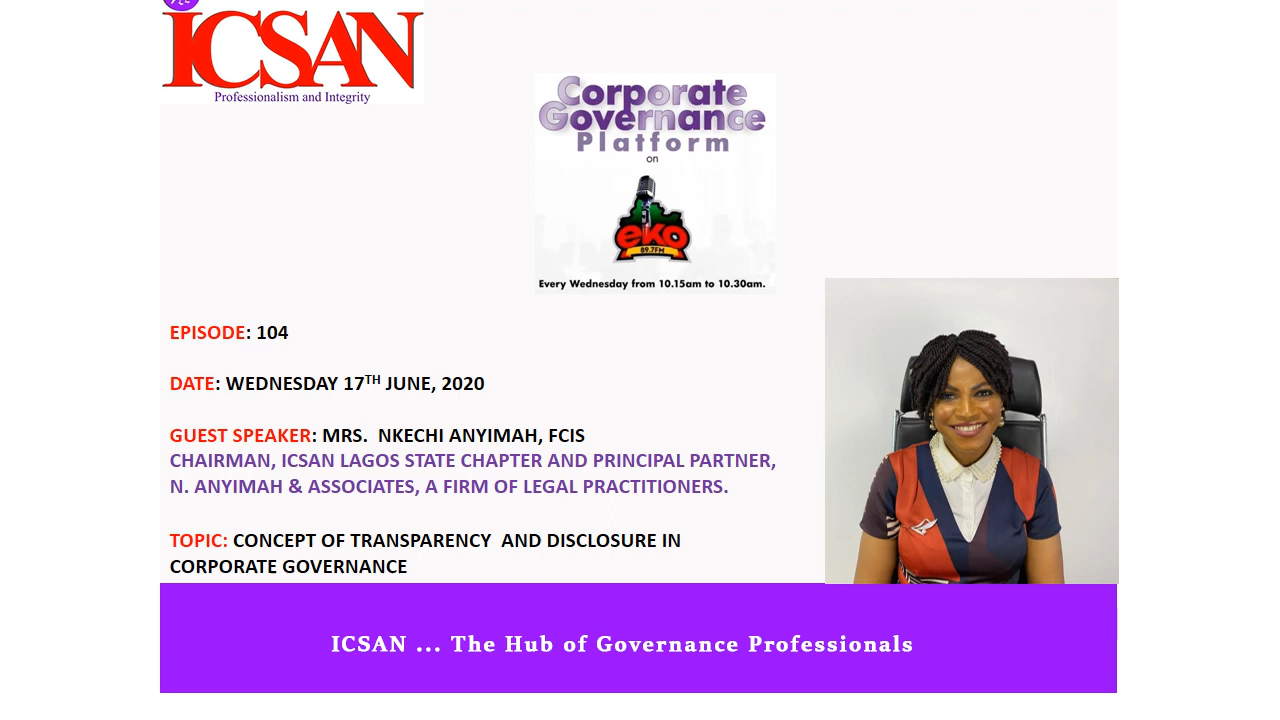 ICSAN
Professionalism and Integrity
Corporate
Governance
Platform
on
eko
89.7FM
Every Wednesday from 10.15am to 10.30am.
EPISODE: 104
DATE: WEDNESDAY 17TH JUNE, 2020
GUEST SPEAKER: MRS. NKECHI ANYIMAH, FCIS
CHAIRMAN, ICSAN LAGOS STATE CHAPTER AND PRINCIPAL PARTNER,
N. ANYIMAH & ASSOCIATES, A FIRM OF LEGAL PRACTITIONERS.
TOPIC: CONCEPT OF TRANSPARENCY AND DISCLOSURE IN
CORPORATE GOVERNANCE
ICSAN ... The Hub of Governance Professionals